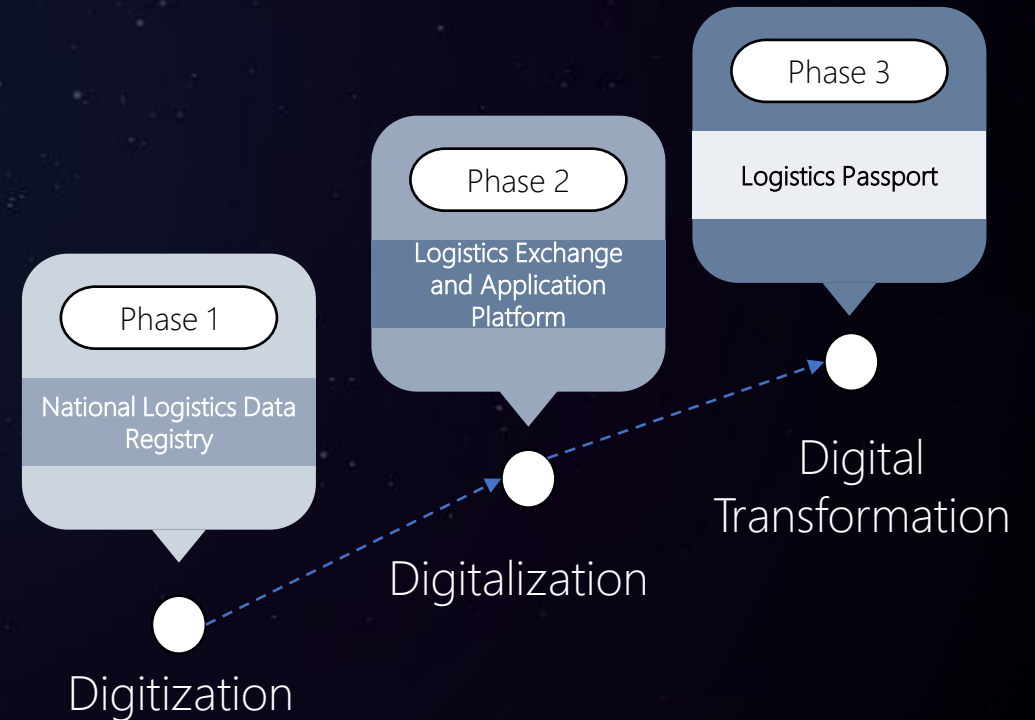 Phase 1
National Logistics Data
Registry
Digitization
Phase 2
Logistics Exchange
and Application
Platform
Digitalization
Phase 3
Logistics Passport
Digital
Transformation